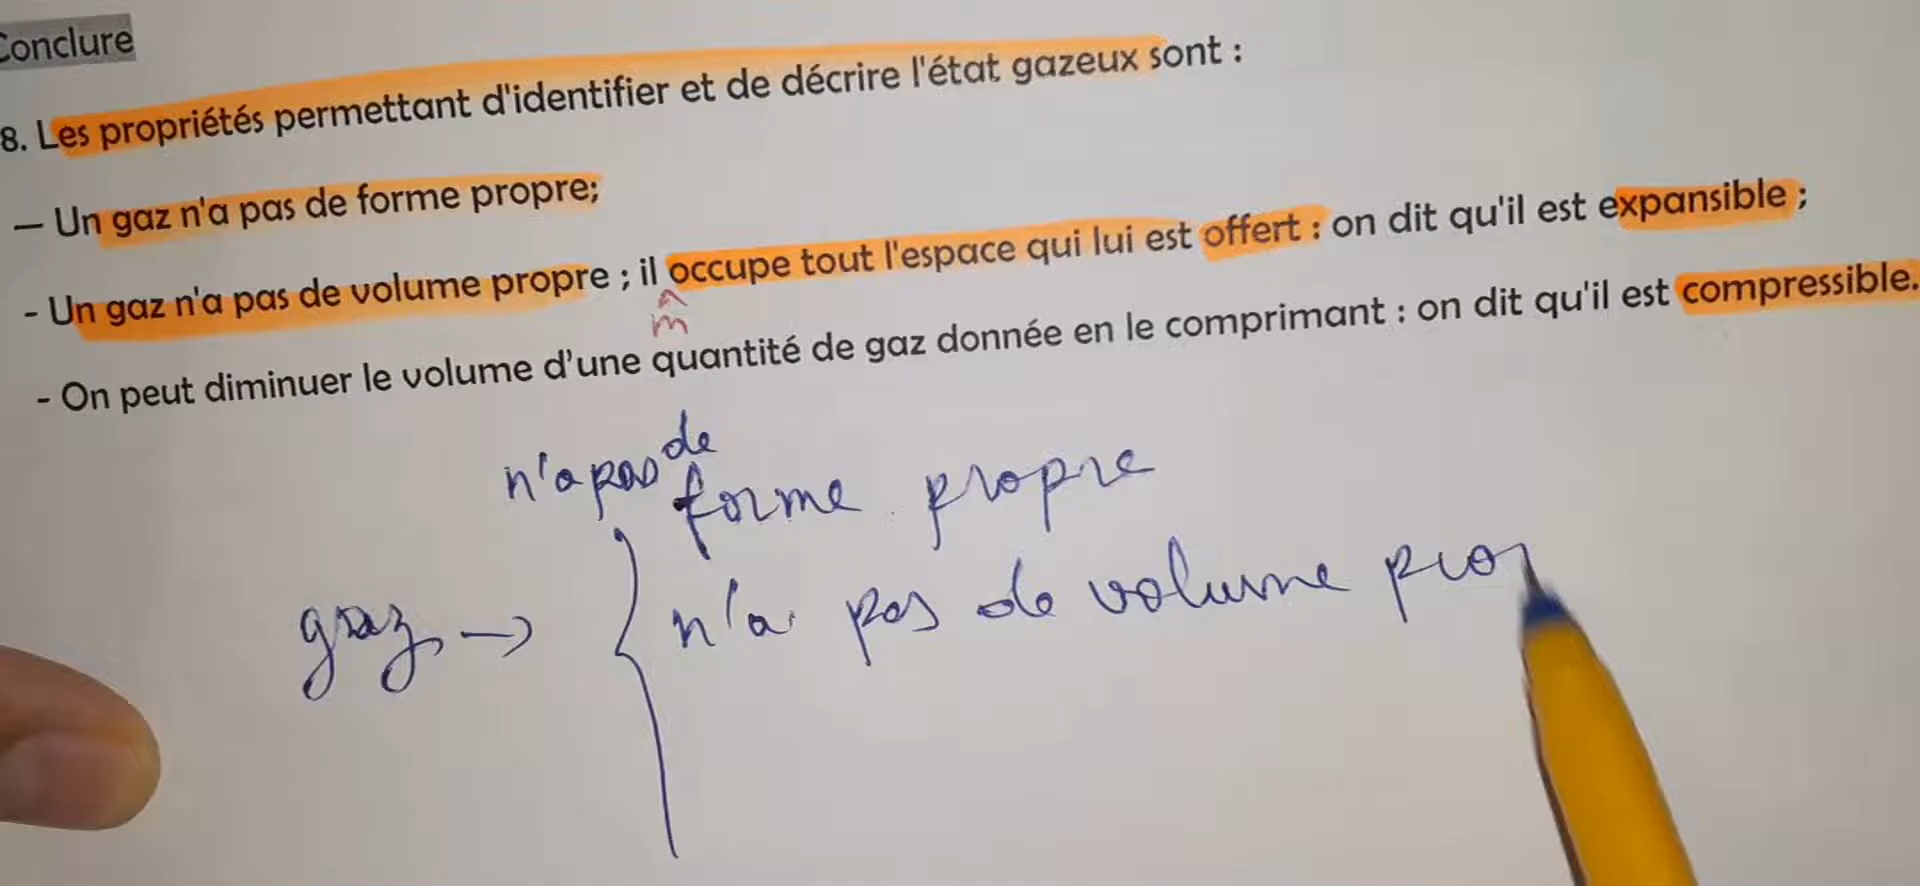 Conclure
8. Les propriétés permettant d'identifier et de décrire l'état gazeux sont :
— Un gaz n'a pas de forme propre;
- Un gaz n'a pas de volume propre ; il occupe tout l'espace qui lui est offert : on dit qu'il est expansible ;
m
- On peut diminuer le volume d'une quantité de gaz donnée en le comprimant : on dit qu'il est compressible.
n'a pas de
forme propre
gaz → n'a pas de volume prop